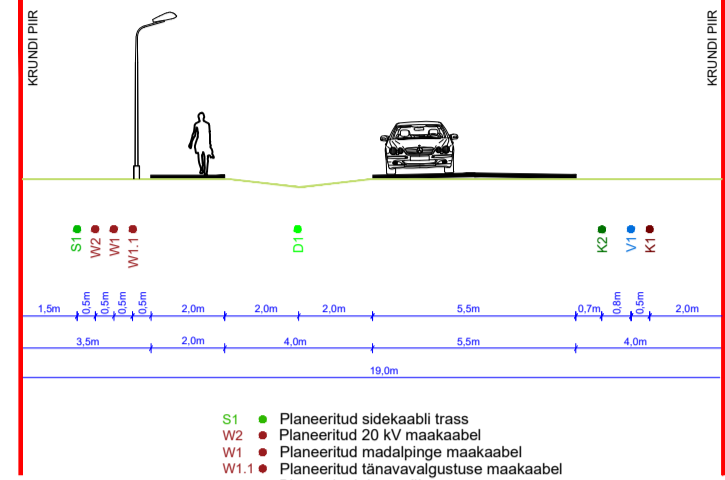 KRUNDI PIIR
KRUNDI PIIR
S1
W2
W1
W1.1
D1
K2
V1
K1
1,5m
0,5m
0,5m
0,5m
0,5m
2,0m
2,0m
2,0m
5,5m
0,7m
0,8m
0,5m
2,0m
3,5m
2,0m
4,0m
5,5m
4,0m
19,0m
S1 Planeeritud sidekaabli trass
W2 Planeeritud 20 kV maakaabel
W1 Planeeritud madalpinge maakaabel
W1.1 Planeeritud tänavavalgustuse maakaabel